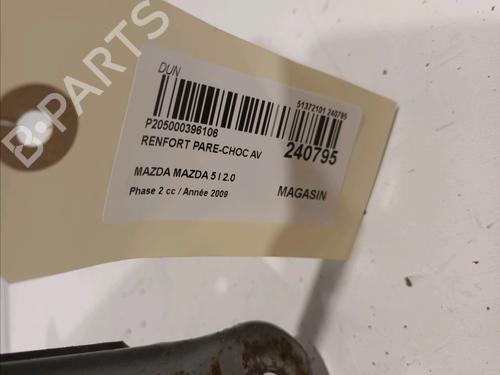 DUN
P205000396106
RENFORT PARE-CHOC AV
MAZDA MAZDA 5 I 2.0
Phase 2 cc / Année 2009
51372101 240795
240795
MAGASIN
B-PARTS